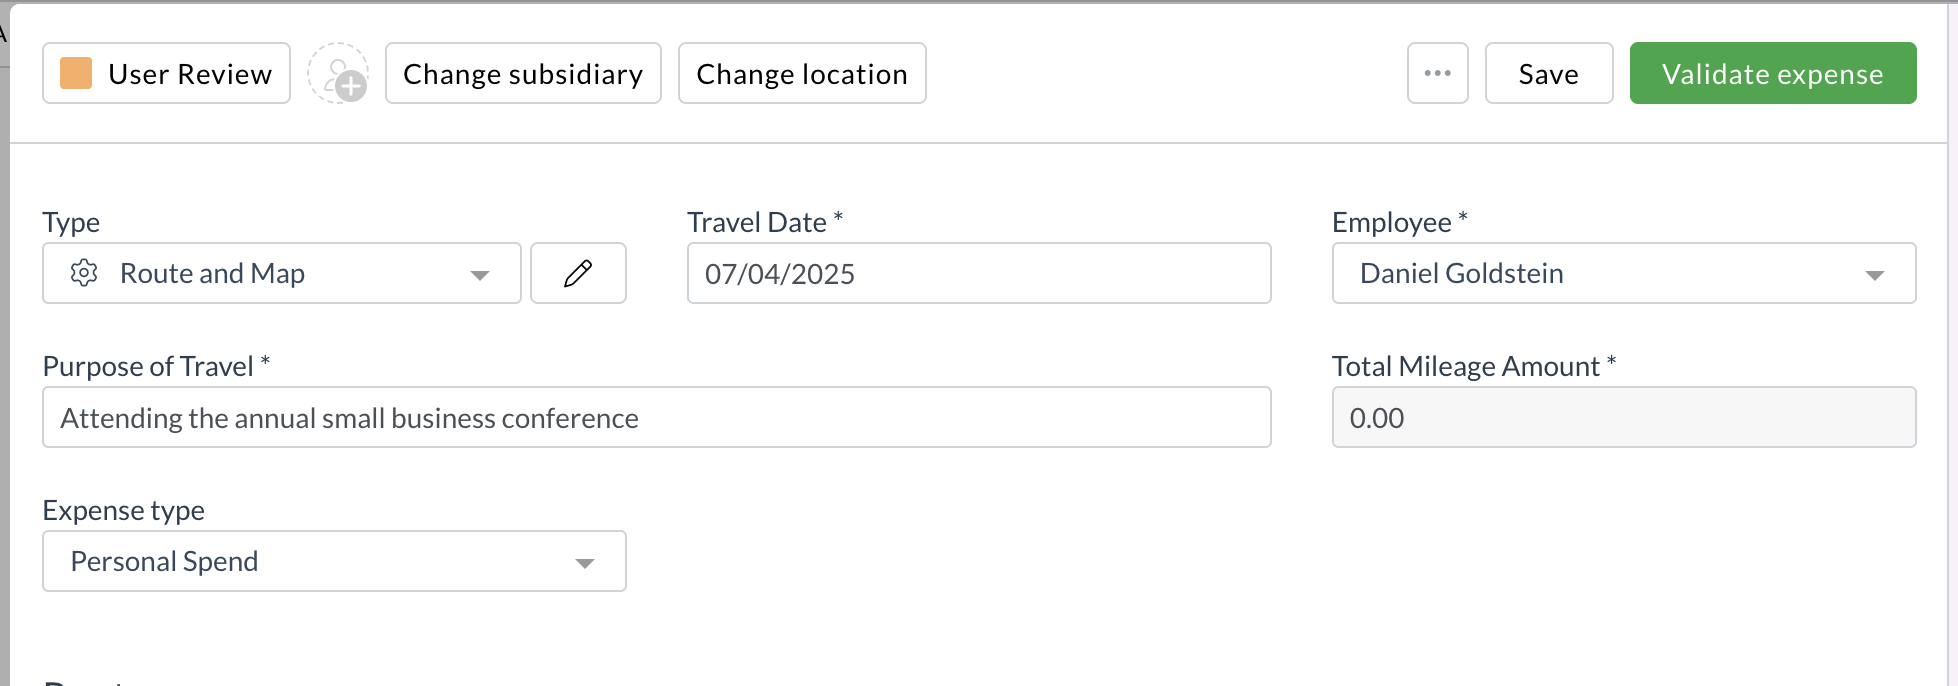 User Review
Change subsidiary
Change location
Save
Validate expense
Type
Travel Date *
Employee *
Route and Map
07/04/2025
Daniel Goldstein
Purpose of Travel *
Total Mileage Amount *
Attending the annual small business conference
0.00
Expense type
Personal Spend